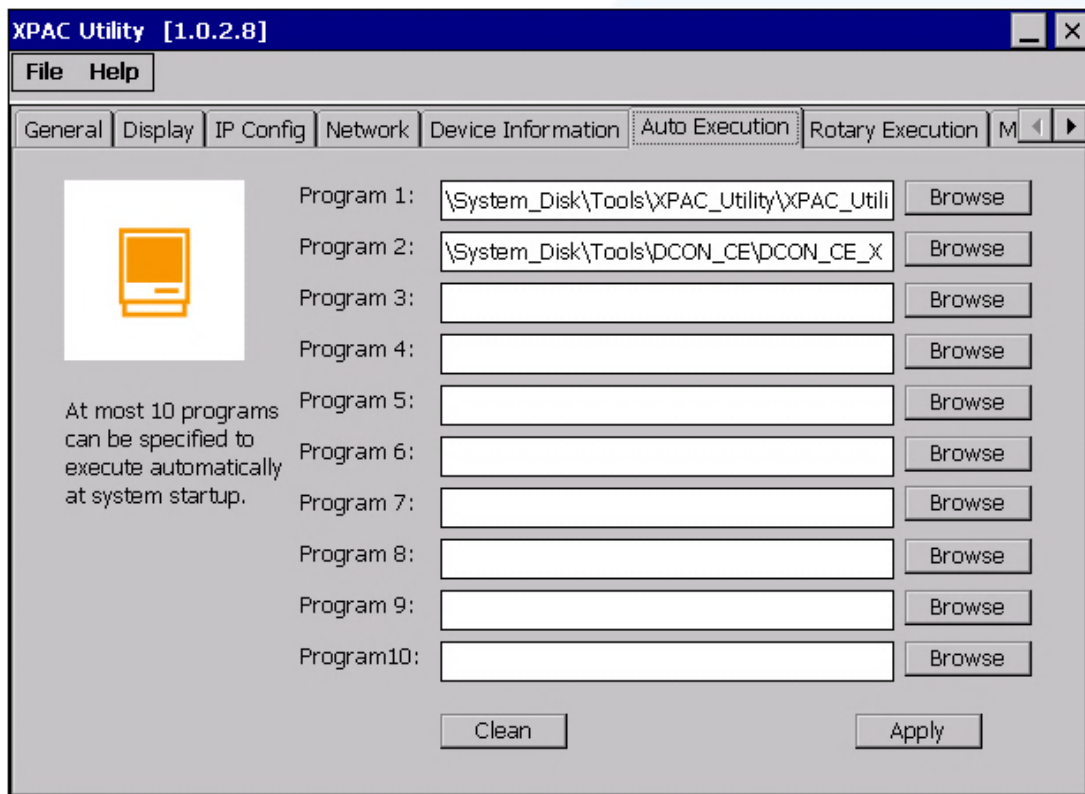 XPAC Utility [1.0.2.8]
File Help
General Display IP Config Network Device Information Auto Execution Rotary Execution M
Program 1: \System_Disk\Tools\XPAC_Utility\XPAC_Utili Browse
Program 2: \System_Disk\Tools\DCON_CE\DCON_CE_X Browse
Program 3: Browse
Program 4: Browse
At most 10 programs
can be specified to
execute automatically
at system startup.
Program 5: Browse
Program 6: Browse
Program 7: Browse
Program 8: Browse
Program 9: Browse
Program10: Browse
Clean Apply